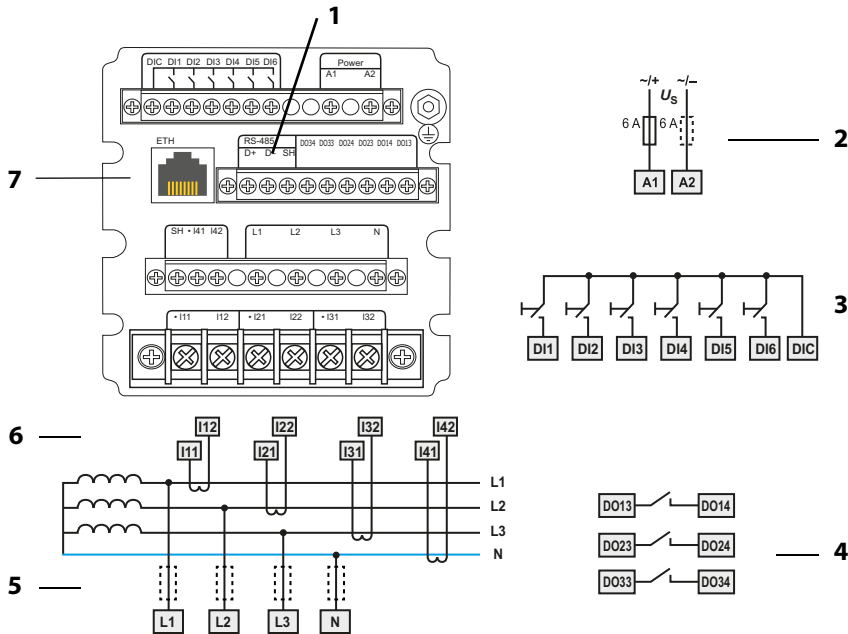 1
DIC DI1 DI2 DI3 DI4 DI5 DI6
Power
A1 A2
ETH
RS-485
D+ D- SH
DO34 DO33 DO24 DO23 DO14 DO13
7
SH • I41 I42
L1 L2 L3 N
• I11 I12 • I21 I22 • I31 I32
~/+ ~/–
US
6 A 6 A
2
A1 A2
3
DI1 DI2 DI3 DI4 DI5 DI6 DIC
6
I12 I22 I32 I42
I11 I21 I31 I41
L1
L2
L3
N
5
L1 L2 L3 N
DO13 DO14
DO23 DO24
4
DO33 DO34